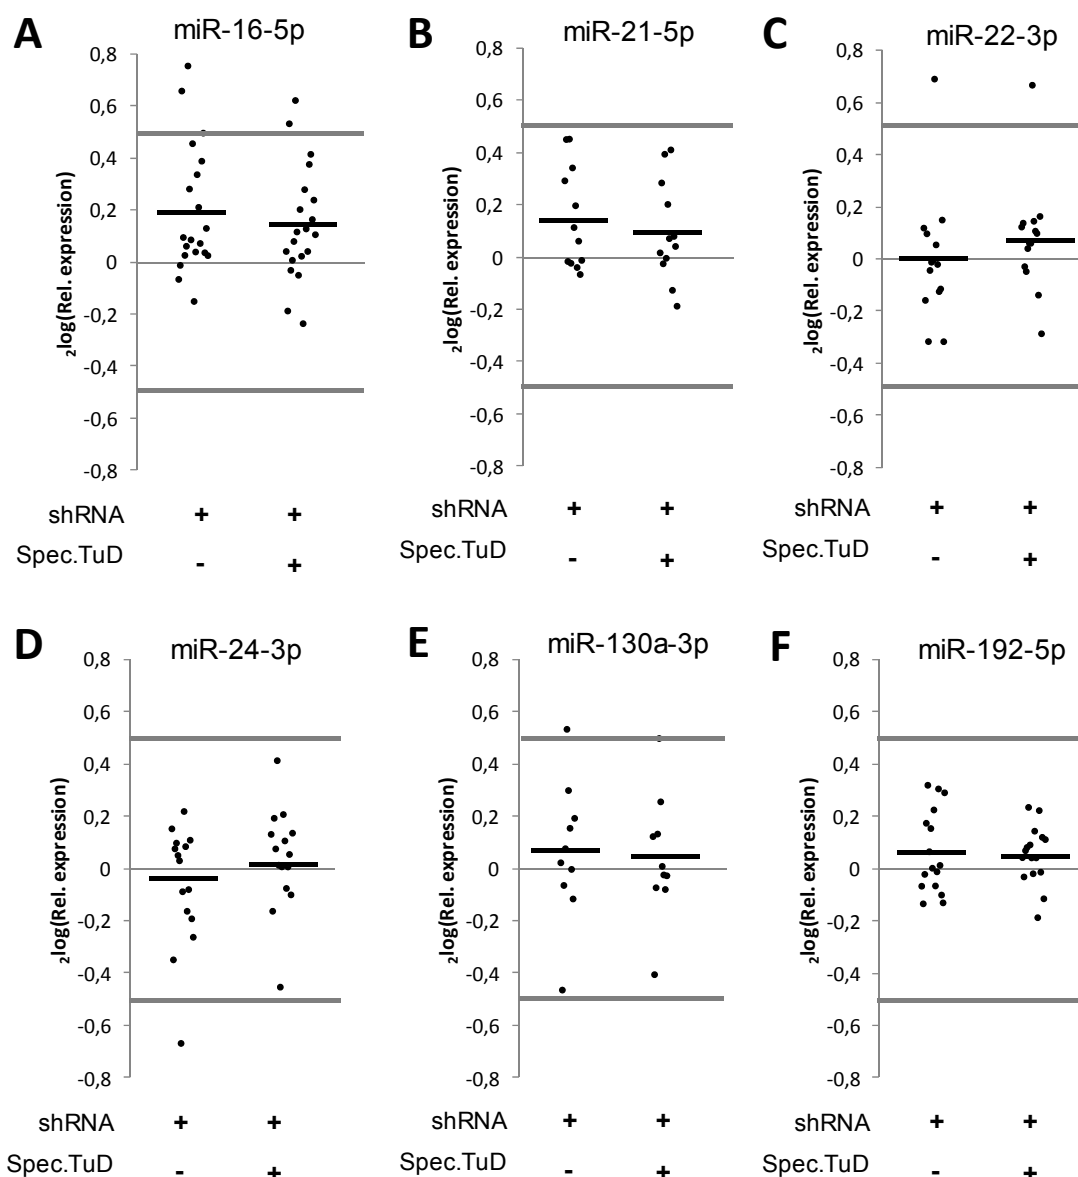 A
miR-16-5p
0,8
0,6
0,4
0,2
0
-0,2
-0,4
-0,6
-0,8
2log(Rel. expression)
shRNA + +
Spec.TuD - +
B
miR-21-5p
0,8
0,6
0,4
0,2
0
-0,2
-0,4
-0,6
-0,8
2log(Rel. expression)
shRNA + +
Spec.TuD - +
C
miR-22-3p
0,8
0,6
0,4
0,2
0
-0,2
-0,4
-0,6
-0,8
2log(Rel. expression)
shRNA + +
Spec.TuD - +
D
miR-24-3p
0,8
0,6
0,4
0,2
0
-0,2
-0,4
-0,6
-0,8
2log(Rel. expression)
shRNA + +
Spec.TuD - +
E
miR-130a-3p
0,8
0,6
0,4
0,2
0
-0,2
-0,4
-0,6
-0,8
2log(Rel. expression)
shRNA + +
Spec.TuD - +
F
miR-192-5p
0,8
0,6
0,4
0,2
0
-0,2
-0,4
-0,6
-0,8
2log(Rel. expression)
shRNA + +
Spec.TuD - +